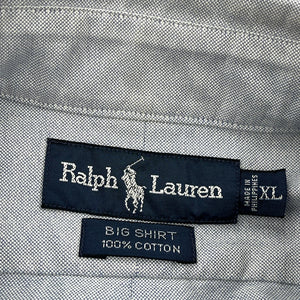 Ralph Lauren
XL
MADE IN
PHILIPPINES
BIG SHIRT
100% COTTON